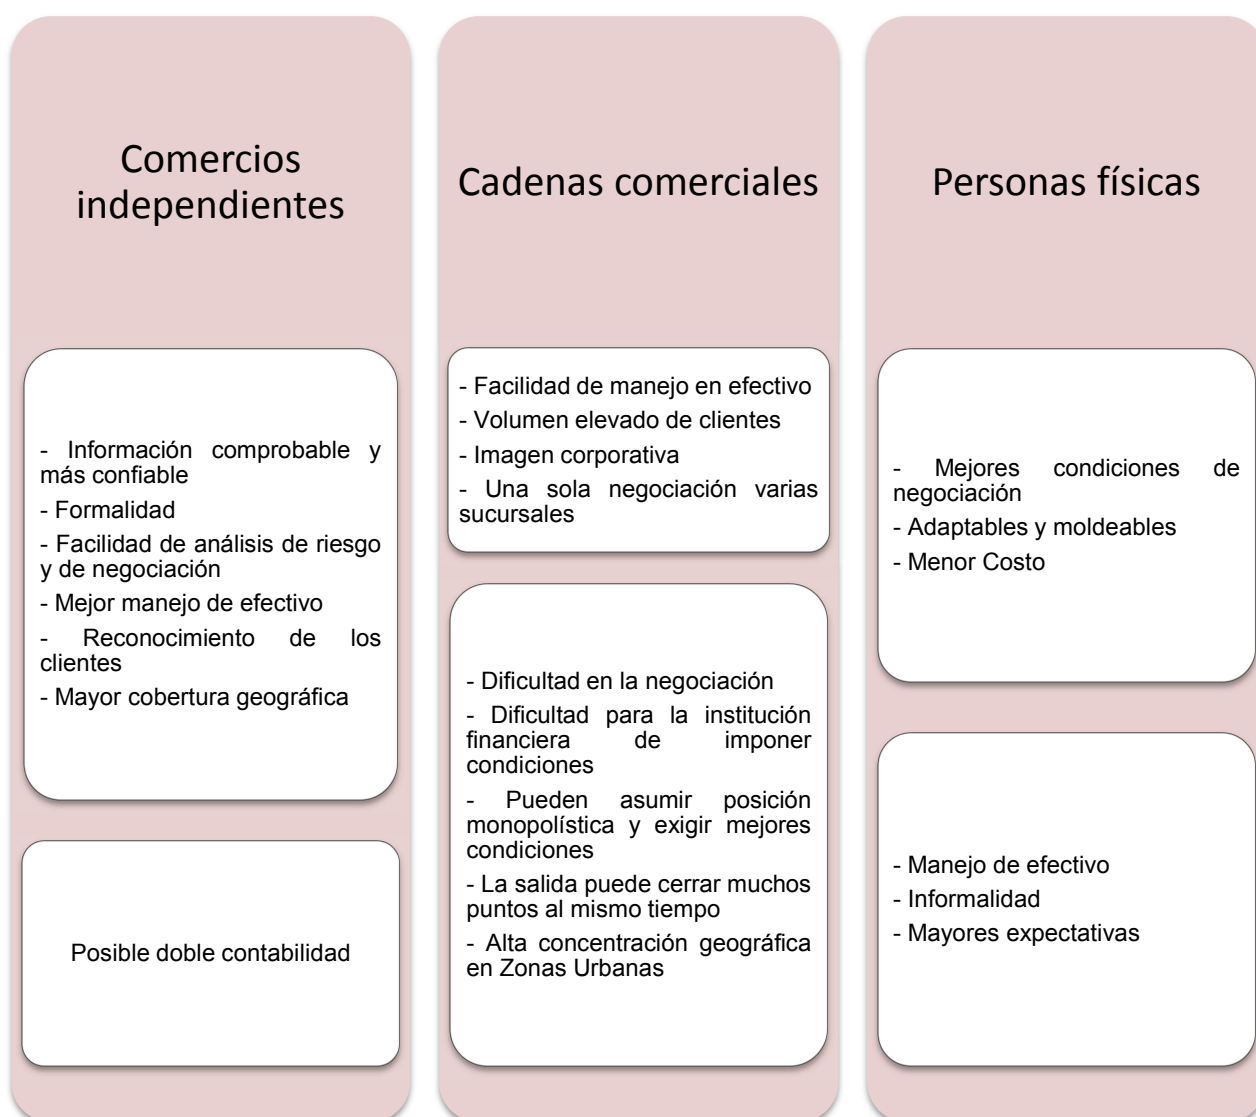 Comercios
independientes
- Información comprobable y
más confiable
- Formalidad
- Facilidad de análisis de riesgo
y de negociación
- Mejor manejo de efectivo
- Reconocimiento de los
clientes
- Mayor cobertura geográfica
Posible doble contabilidad
Cadenas comerciales
- Facilidad de manejo en efectivo
- Volumen elevado de clientes
- Imagen corporativa
- Una sola negociación varias
sucursales
- Dificultad en la negociación
- Dificultad para la institución
financiera de imponer
condiciones
- Pueden asumir posición
monopolística y exigir mejores
condiciones
- La salida puede cerrar muchos
puntos al mismo tiempo
- Alta concentración geográfica
en Zonas Urbanas
Personas físicas
- Mejores condiciones de
negociación
- Adaptables y moldeables
- Menor Costo
- Manejo de efectivo
- Informalidad
- Mayores expectativas